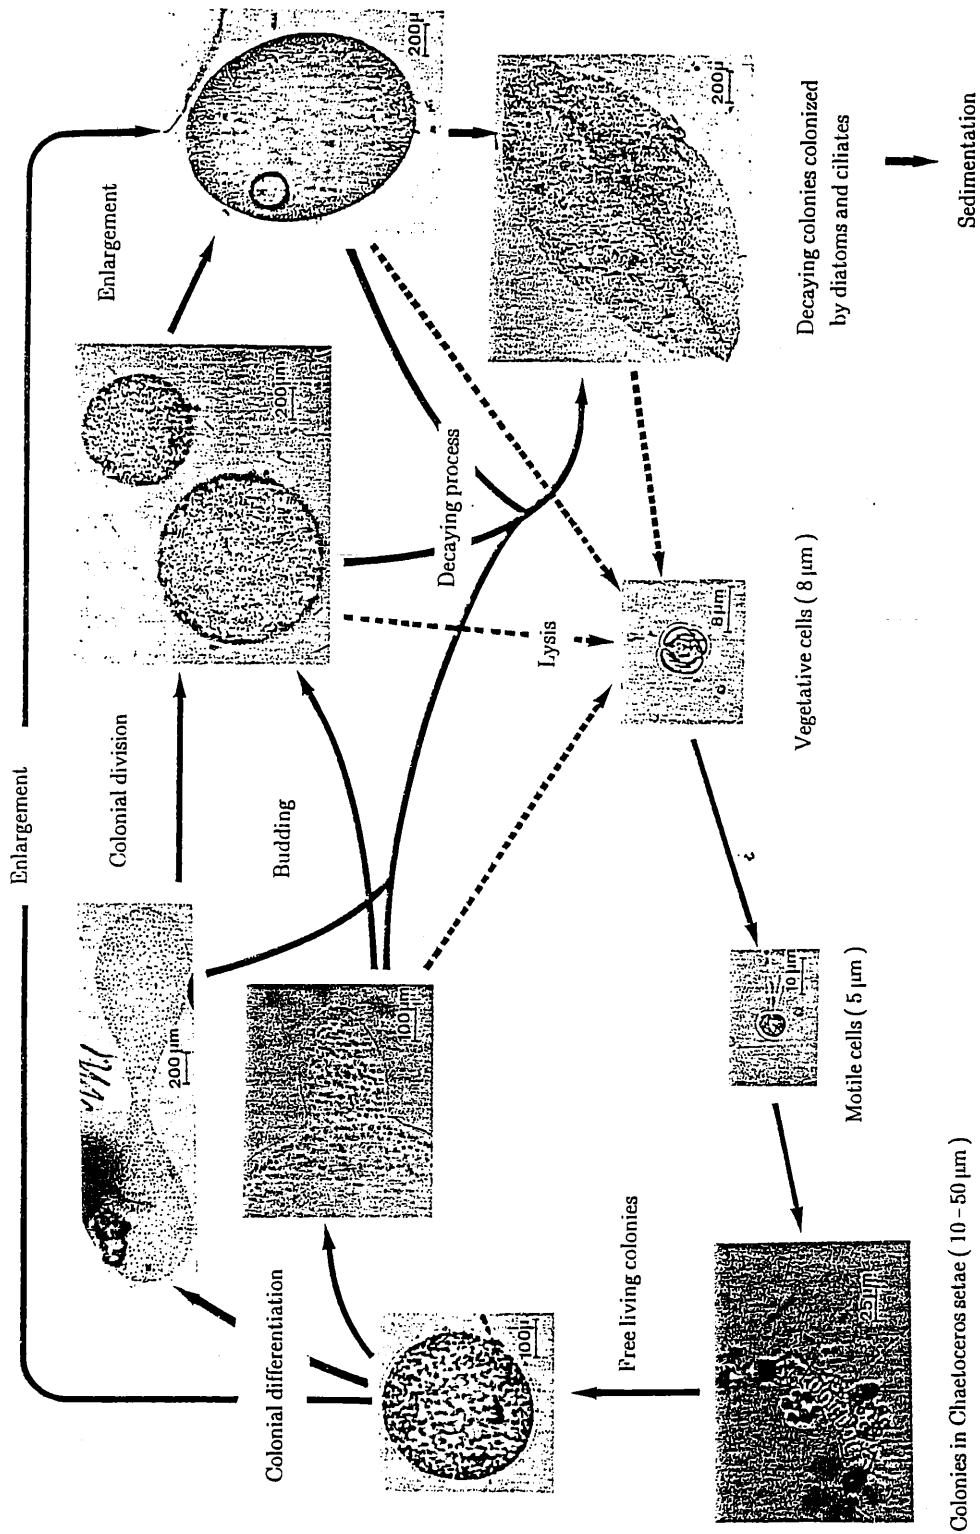 Enlargement
Colonial division
Enlargement
Budding
Colonial differentiation
Decaying process
Lysis
Free living colonies
Decaying colonies colonized
by diatoms and ciliates
Sedimentation
Vegetative cells ( 8 µm )
Motile cells ( 5 µm )
Colonies in Chaetoceros setae ( 10 – 50 µm )
200 µm
200µ
200µ
200µ
100µm
100µ
8µm
10 µm
25µm
?